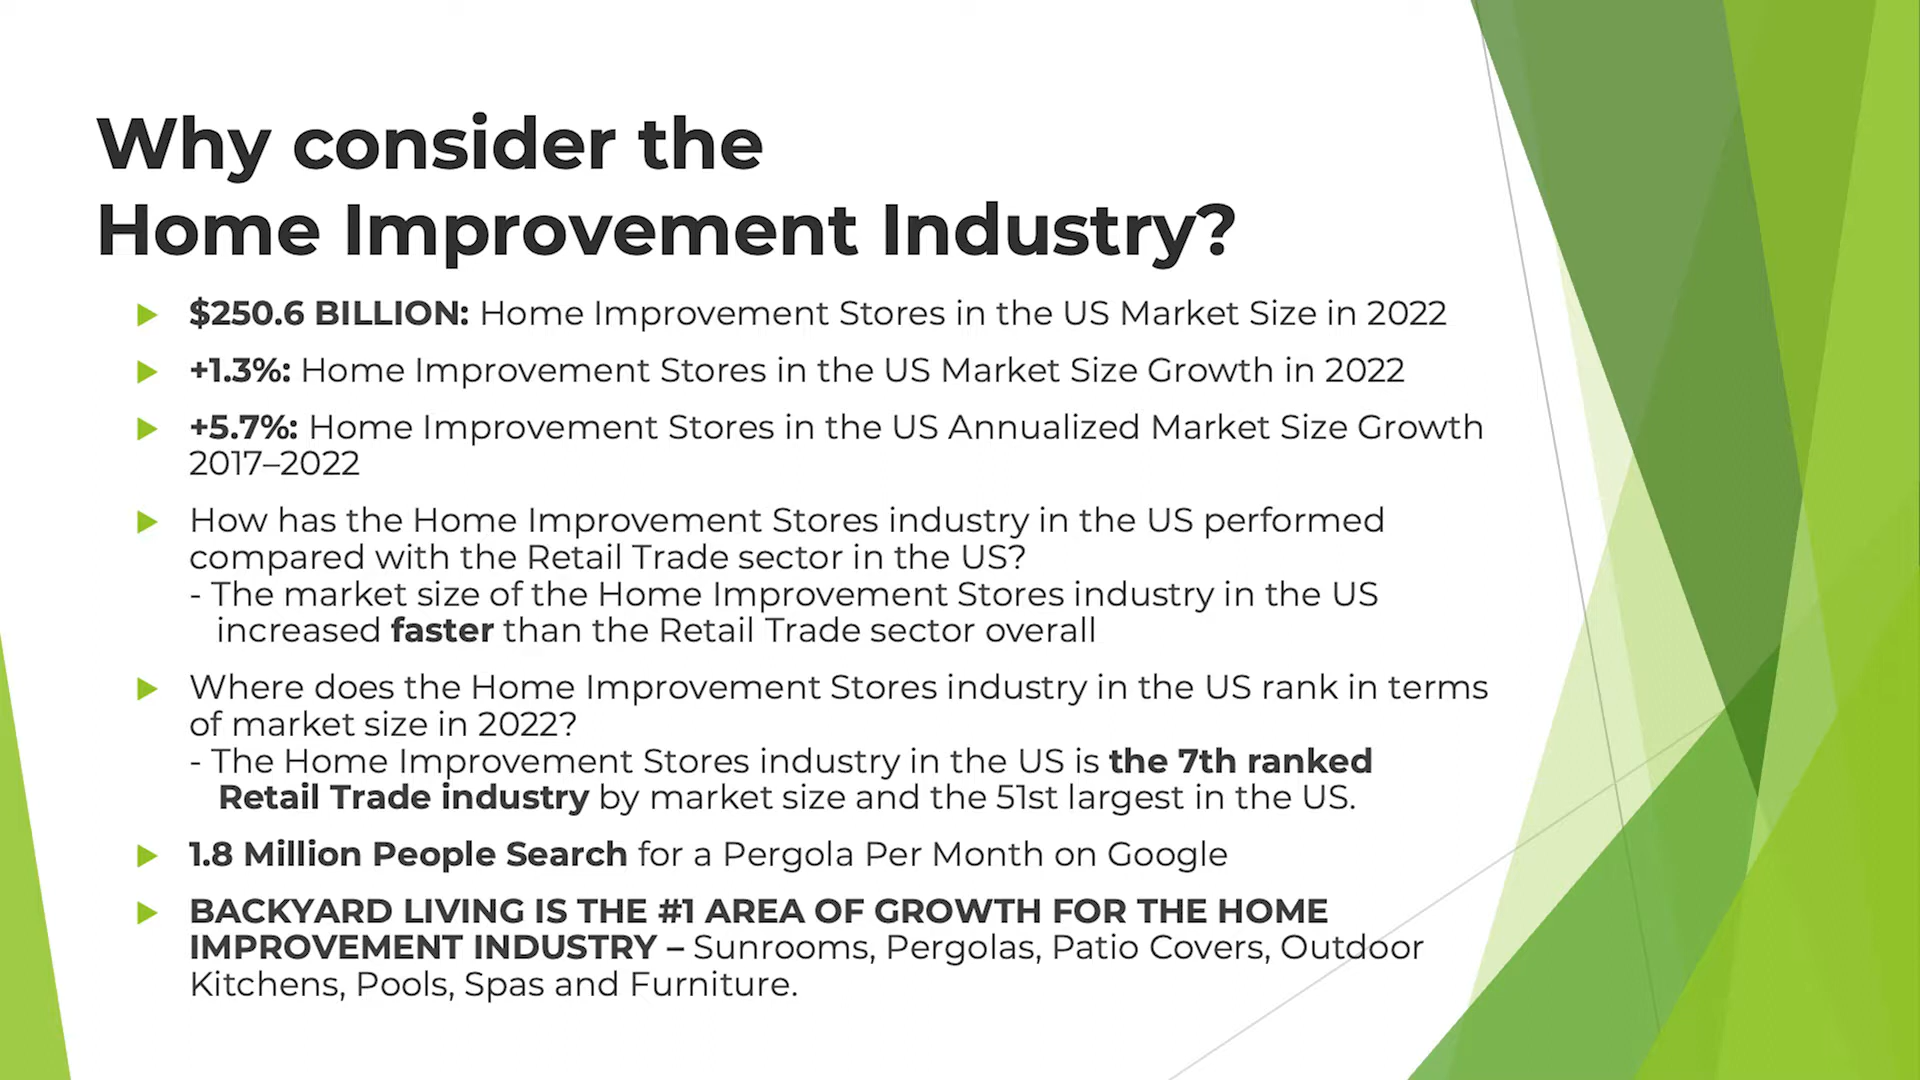 Why consider the
Home Improvement Industry?
$250.6 BILLION: Home Improvement Stores in the US Market Size in 2022
+1.3%: Home Improvement Stores in the US Market Size Growth in 2022
+5.7%: Home Improvement Stores in the US Annualized Market Size Growth
2017–2022
How has the Home Improvement Stores industry in the US performed
compared with the Retail Trade sector in the US?
- The market size of the Home Improvement Stores industry in the US
increased faster than the Retail Trade sector overall
Where does the Home Improvement Stores industry in the US rank in terms
of market size in 2022?
- The Home Improvement Stores industry in the US is the 7th ranked
Retail Trade industry by market size and the 51st largest in the US.
1.8 Million People Search for a Pergola Per Month on Google
BACKYARD LIVING IS THE #1 AREA OF GROWTH FOR THE HOME
IMPROVEMENT INDUSTRY – Sunrooms, Pergolas, Patio Covers, Outdoor
Kitchens, Pools, Spas and Furniture.